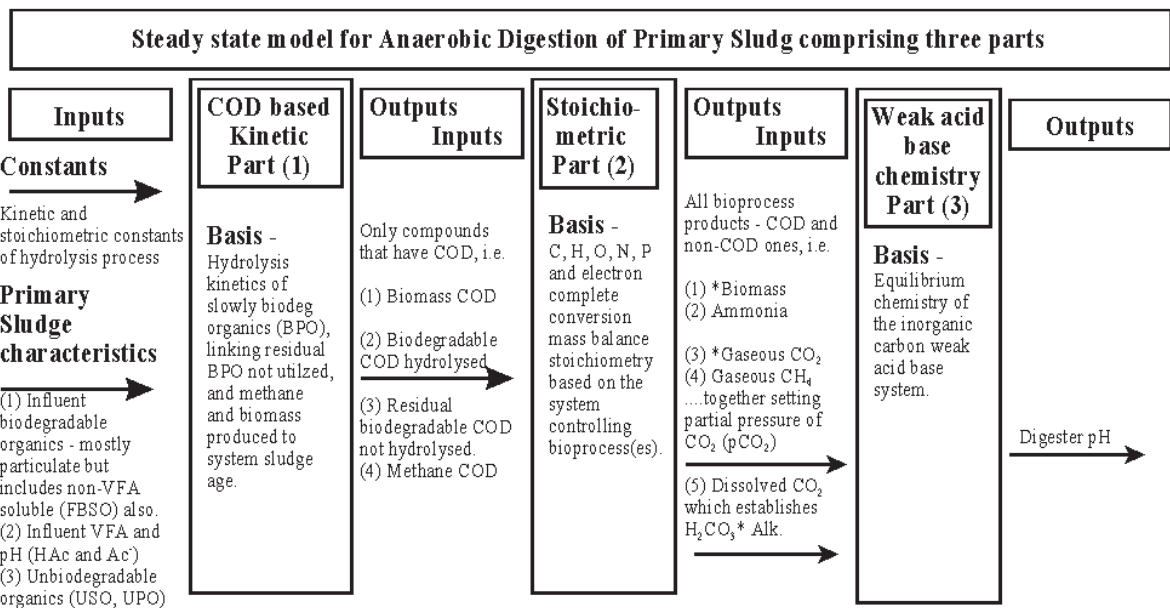 Steady state model for Anaerobic Digestion of Primary Sludg comprising three parts
Inputs
Constants
Kinetic and
stoichiometric constants
of hydrolysis process
Primary
Sludge
characteristics
(1) Influent
biodegradable
organics - mostly
particulate but
includes non-VFA
soluble (FBSO) also.
(2) Influent VFA and
pH (HAc and Ac⁻)
(3) Unbiodegradable
organics (USO, UPO)
COD based
Kinetic
Part (1)
Basis -
Hydrolysis
kinetics of
slowly biodeg
organics (BPO),
linking residual
BPO not utilzed,
and methane
and biomass
produced to
system sludge
age.
Outputs
Inputs
Only compounds
that have COD, i.e.
(1) Biomass COD
(2) Biodegradable
COD hydrolysed
(3) Residual
biodegradable COD
not hydrolysed.
(4) Methane COD
Stoichio-
metric
Part (2)
Basis -
C, H, O, N, P
and electron
complete
conversion
mass balance
stoichiometry
based on the
system
controlling
bioprocess(es).
Outputs
Inputs
All bioprocess
products - COD and
non-COD ones, i.e.
(1) *Biomass
(2) Ammonia
(3) *Gaseous CO₂
(4) Gaseous CH₄
....together setting
partial pressure of
CO₂ (pCO₂)
(5) Dissolved CO₂
which establishes
H₂CO₃* Alk.
Weak acid
base
chemistry
Part (3)
Basis -
Equilibrium
chemistry of
the inorganic
carbon weak
acid base
system.
Outputs
Digester pH